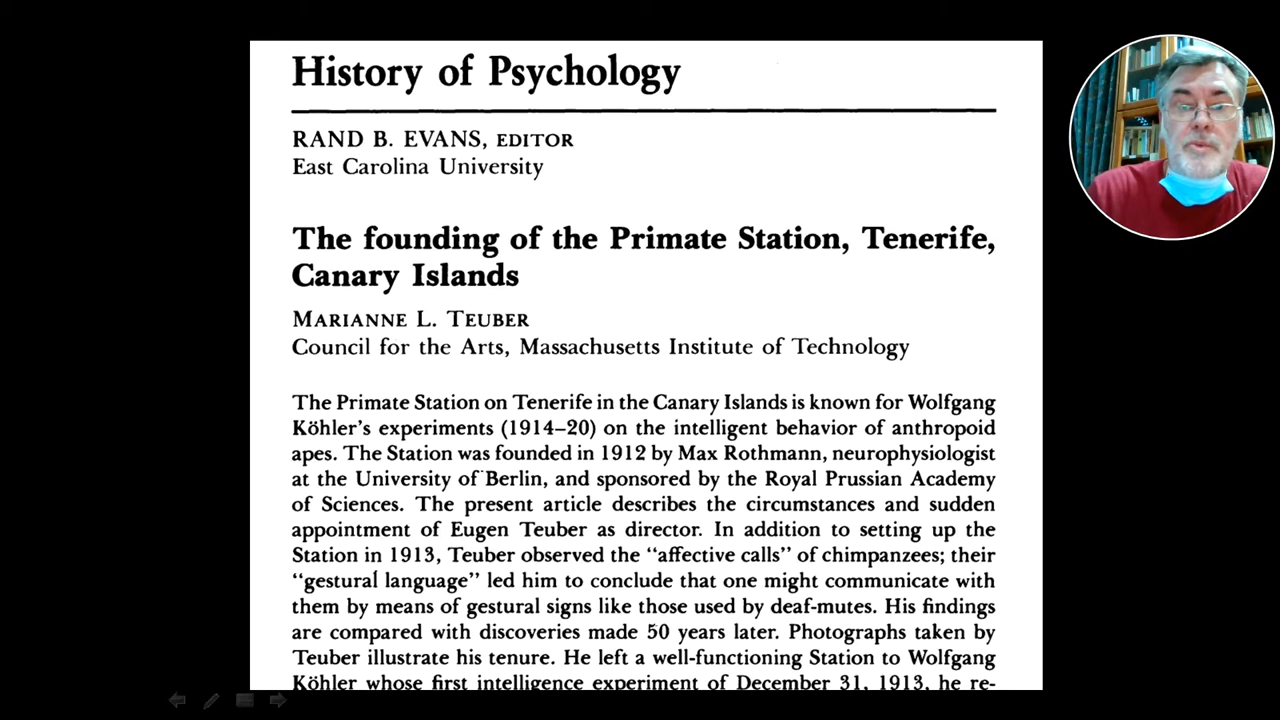 History of Psychology
RAND B. EVANS, EDITOR
East Carolina University
The founding of the Primate Station, Tenerife,
Canary Islands
MARIANNE L. TEUBER
Council for the Arts, Massachusetts Institute of Technology
The Primate Station on Tenerife in the Canary Islands is known for Wolfgang
Köhler's experiments (1914–20) on the intelligent behavior of anthropoid
apes. The Station was founded in 1912 by Max Rothmann, neurophysiologist
at the University of Berlin, and sponsored by the Royal Prussian Academy
of Sciences. The present article describes the circumstances and sudden
appointment of Eugen Teuber as director. In addition to setting up the
Station in 1913, Teuber observed the "affective calls" of chimpanzees; their
"gestural language" led him to conclude that one might communicate with
them by means of gestural signs like those used by deaf-mutes. His findings
are compared with discoveries made 50 years later. Photographs taken by
Teuber illustrate his tenure. He left a well-functioning Station to Wolfgang
Köhler whose first intelligence experiment of December 31, 1913, he re-